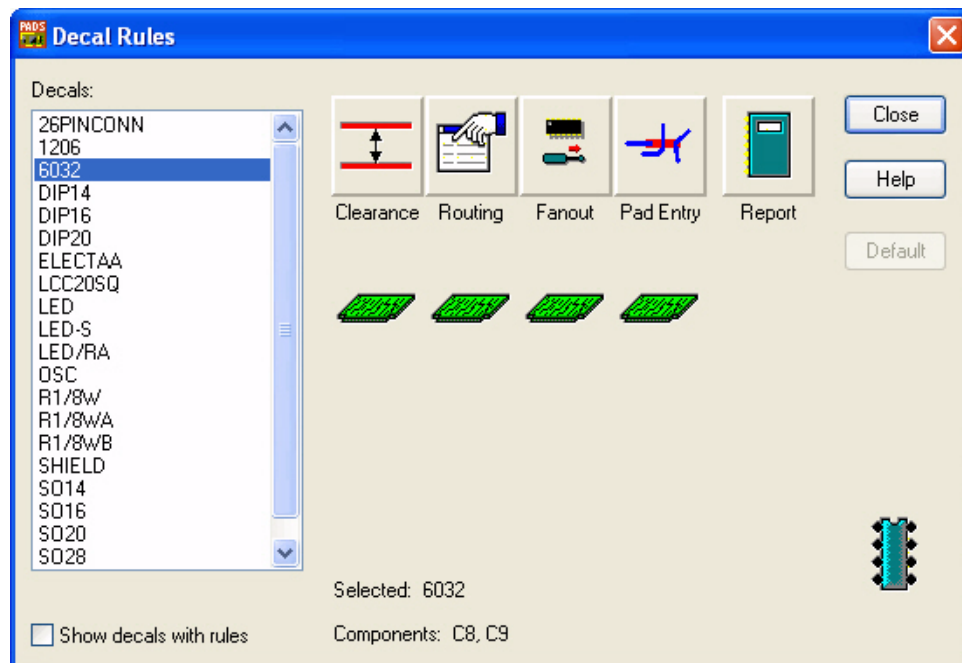 PADS
Decal Rules
Decals:
26PINCONN
1206
6032
DIP14
DIP16
DIP20
ELECTAA
LCC20SQ
LED
LED-S
LED/RA
OSC
R1/8W
R1/8WA
R1/8WB
SHIELD
SO14
SO16
SO20
SO28
Show decals with rules
Clearance Routing Fanout Pad Entry Report
Close
Help
Default
Selected: 6032
Components: C8, C9